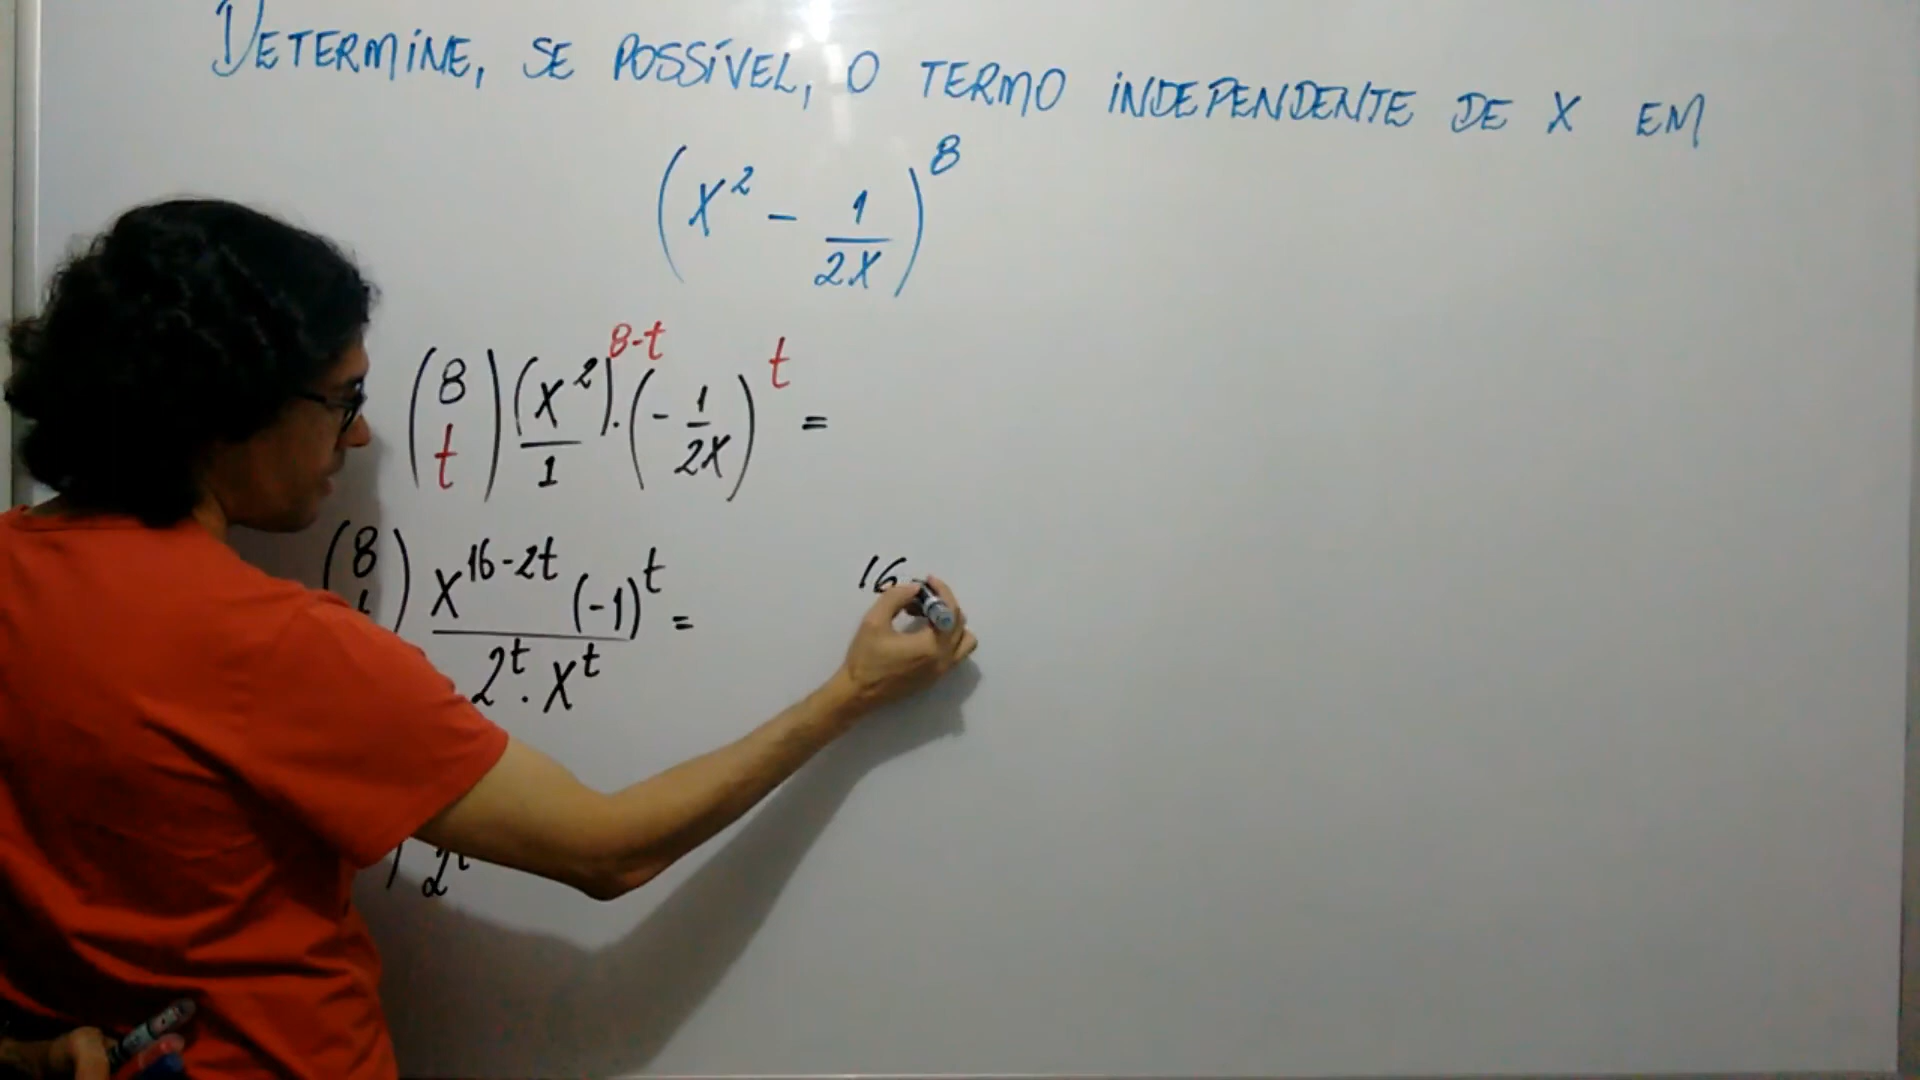 DETERMINE, SE POSSÍVEL, O TERMO INDEPENDENTE DE X EM
(x² - 1/2x)⁸
(8 t) (x²/1)^(8-t) · (-1/2x)^t =
(8 ) x^(16-2t) (-1)^t / 2^t · x^t =
16
) 2^t